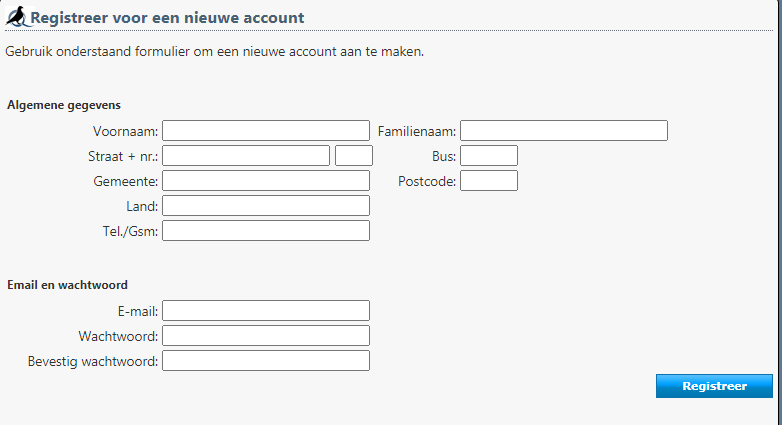 Registreer voor een nieuwe account
Gebruik onderstaand formulier om een nieuwe account aan te maken.
Algemene gegevens
Voornaam: Familienaam:
Straat + nr.: Bus:
Gemeente: Postcode:
Land:
Tel./Gsm:
Email en wachtwoord
E-mail:
Wachtwoord:
Bevestig wachtwoord:
Registreer